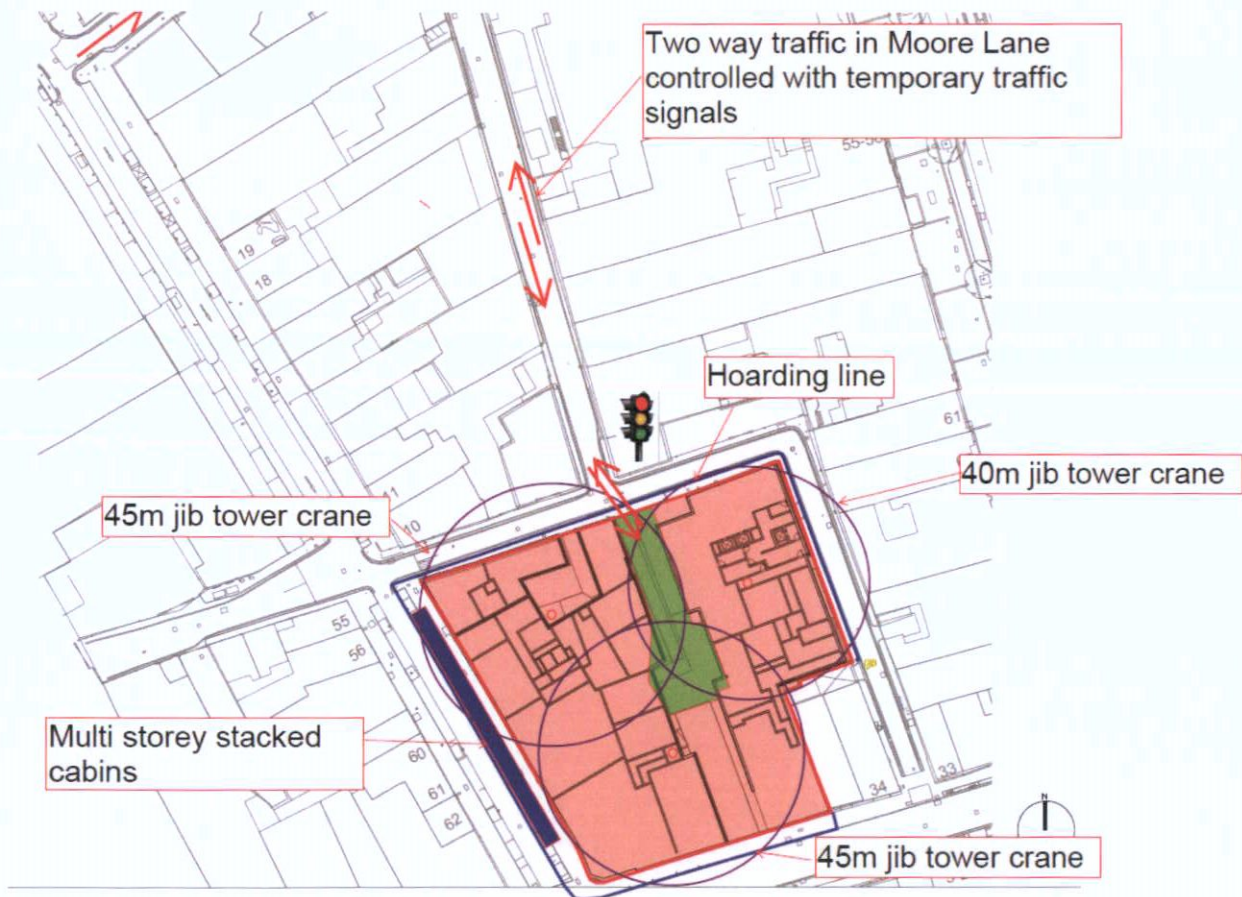 Two way traffic in Moore Lane
controlled with temporary traffic
signals
19
18
Hoarding line
61
40m jib tower crane
11
45m jib tower crane
10
55
56
Multi storey stacked
cabins
60
61
62
33
34
N
45m jib tower crane